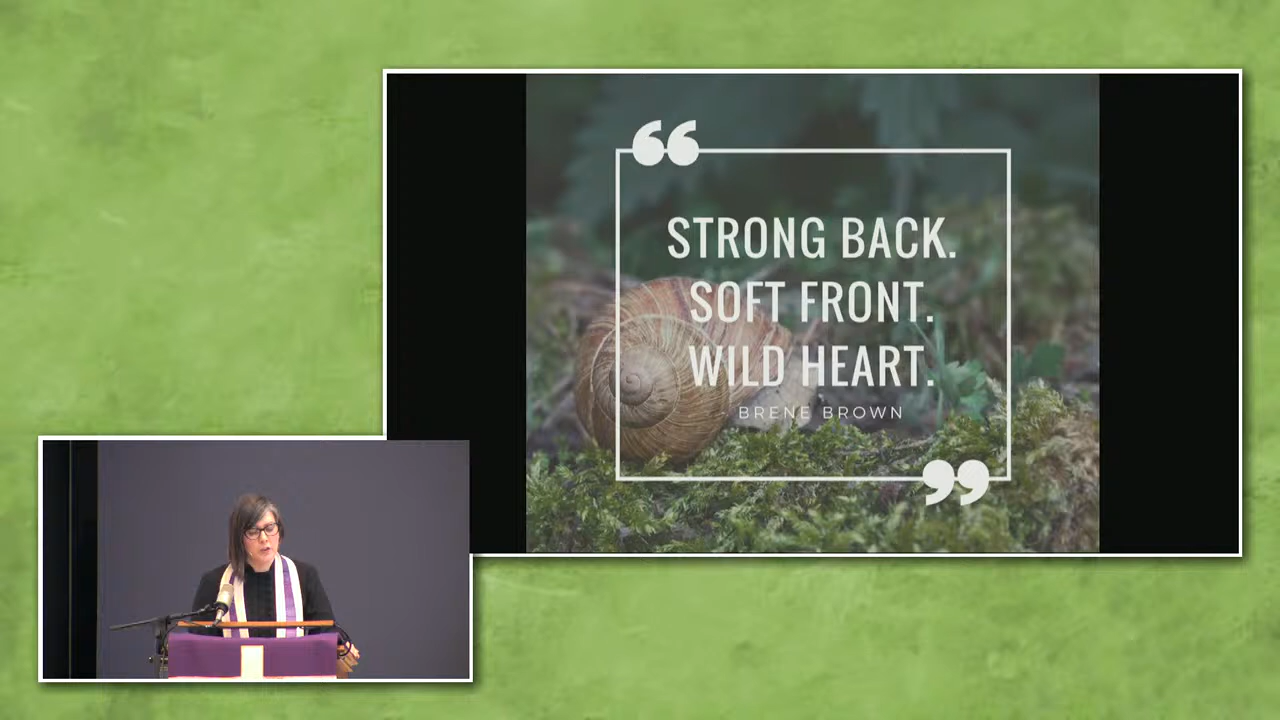 ❝
STRONG BACK.
SOFT FRONT.
WILD HEART.
- BRENE BROWN
❞